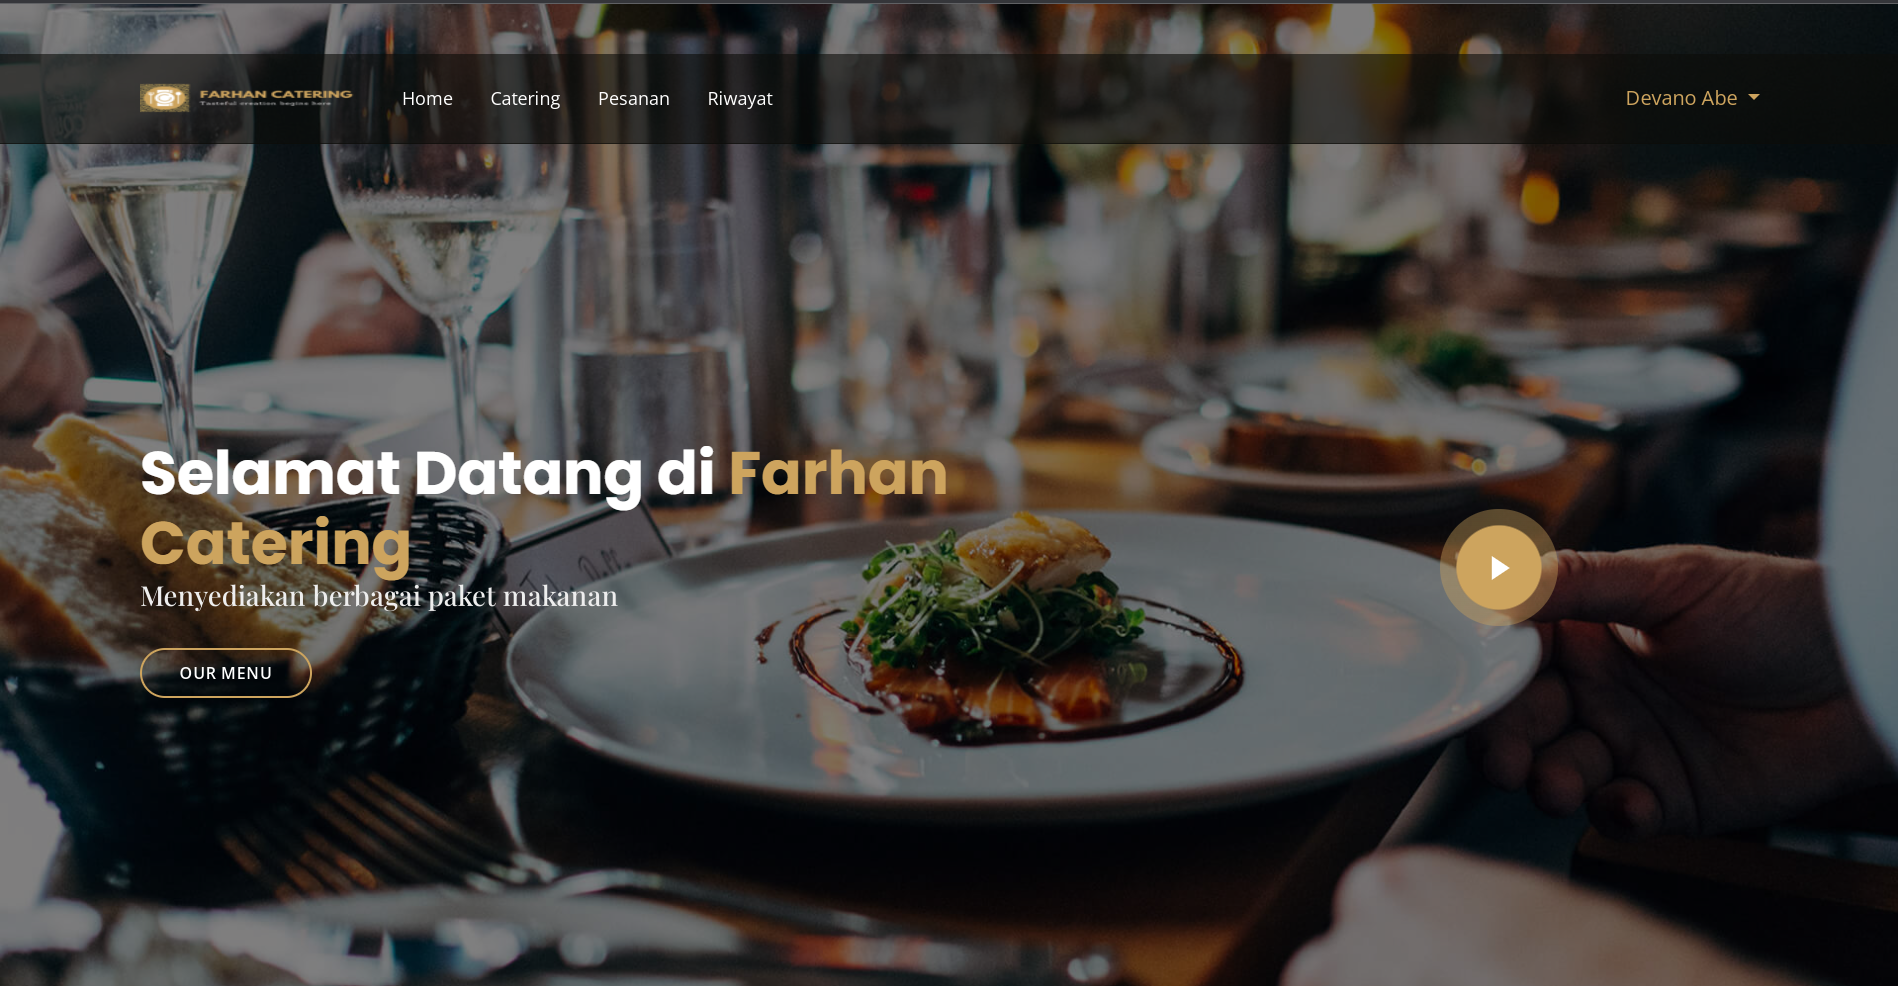 FARHAN CATERING
Tasteful creation begins here
Home
Catering
Pesanan
Riwayat
Devano Abe
Selamat Datang di Farhan
Catering
Menyediakan berbagai paket makanan
OUR MENU